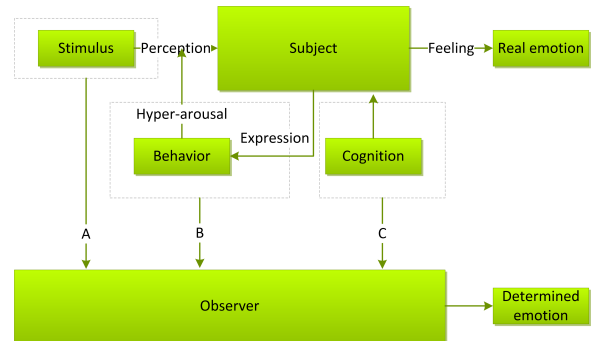 Stimulus
Perception
Subject
Feeling
Real emotion
Hyper-arousal
Expression
Behavior
Cognition
A
B
C
Observer
Determined
emotion